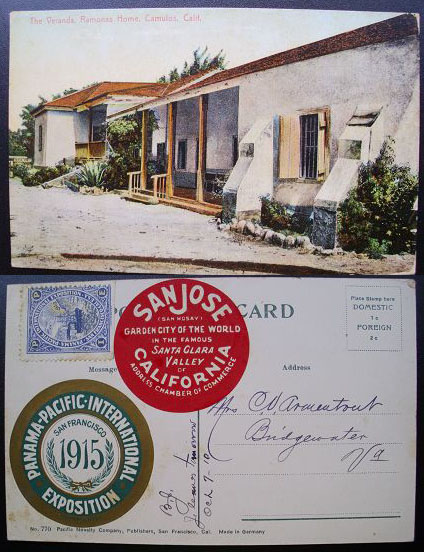 The Veranda, Ramonas Home, Camulos, Calif.
POST CARD
SAN JOSE
(SAN HOSAY)
GARDEN CITY OF THE WORLD
IN THE FAMOUS
SANTA CLARA
VALLEY
OF
CALIFORNIA
ADDRESS CHAMBER OF COMMERCE
Place Stamp here
DOMESTIC
1c
FOREIGN
2c
Message
Address
PANAMA-PACIFIC-INTERNATIONAL
SAN FRANCISCO
1915
EXPOSITION
Mrs C. D. Armentrout
Bridgewater
Va
Oct 7-10
No. 770 Pacific Novelty Company, Publishers, San Francisco, Cal. Made in Germany